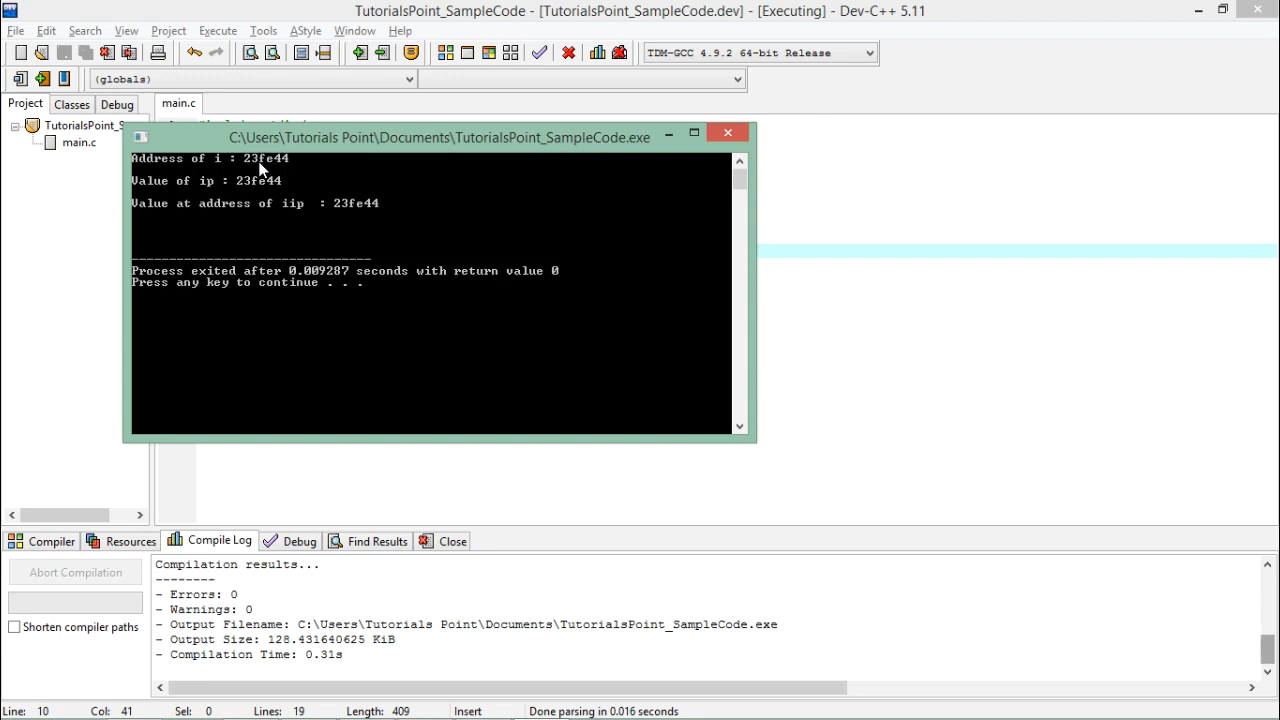 TutorialsPoint_SampleCode - [TutorialsPoint_SampleCode.dev] - [Executing] - Dev-C++ 5.11
File Edit Search View Project Execute Tools AStyle Window Help
TDM-GCC 4.9.2 64-bit Release
(globals)
Project Classes Debug main.c
TutorialsPoint_S
main.c
C:\Users\Tutorials Point\Documents\TutorialsPoint_SampleCode.exe
Address of i : 23fe44
Value of ip : 23fe44
Value at address of iip  : 23fe44
--------------------------------
Process exited after 0.009287 seconds with return value 0
Press any key to continue . . .
Compiler Resources Compile Log Debug Find Results Close
Abort Compilation
Shorten compiler paths
Compilation results...
--------
- Errors: 0
- Warnings: 0
- Output Filename: C:\Users\Tutorials Point\Documents\TutorialsPoint_SampleCode.exe
- Output Size: 128.431640625 KiB
- Compilation Time: 0.31s
Line: 10 Col: 41 Sel: 0 Lines: 19 Length: 409 Insert Done parsing in 0.016 seconds